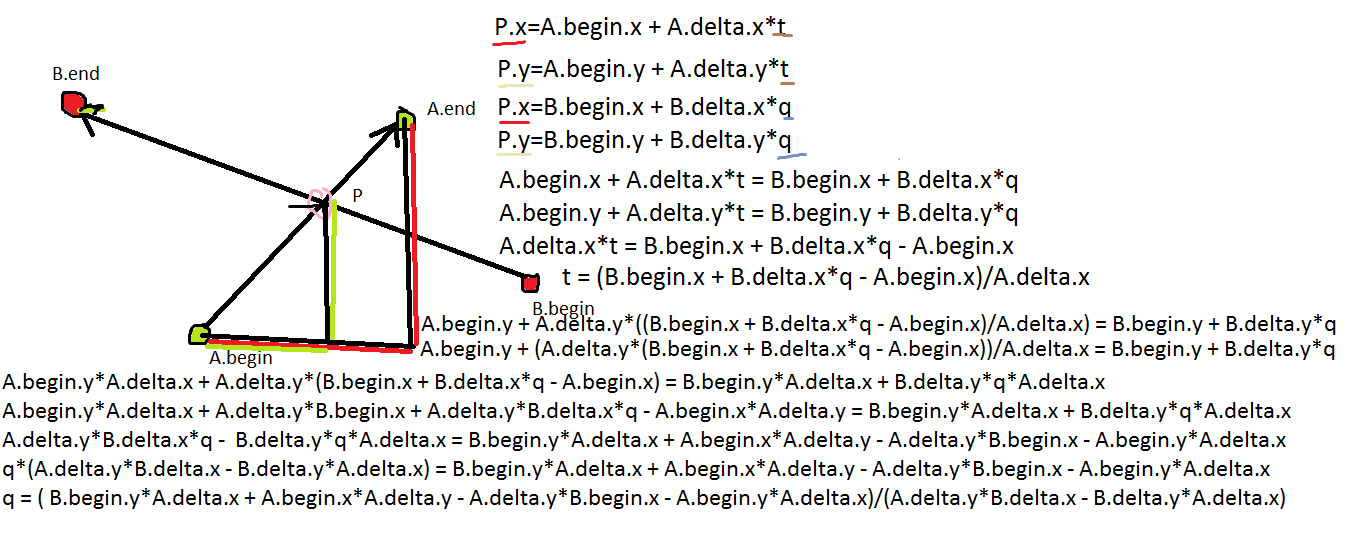 P.x=A.begin.x + A.delta.x*t
B.end
P.y=A.begin.y + A.delta.y*t
A.end
P.x=B.begin.x + B.delta.x*q
P.y=B.begin.y + B.delta.y*q
A.begin.x + A.delta.x*t = B.begin.x + B.delta.x*q
P
A.begin.y + A.delta.y*t = B.begin.y + B.delta.y*q
A.delta.x*t = B.begin.x + B.delta.x*q - A.begin.x
t = (B.begin.x + B.delta.x*q - A.begin.x)/A.delta.x
B.begin
A.begin.y + A.delta.y*((B.begin.x + B.delta.x*q - A.begin.x)/A.delta.x) = B.begin.y + B.delta.y*q
A.begin.y + (A.delta.y*(B.begin.x + B.delta.x*q - A.begin.x))/A.delta.x = B.begin.y + B.delta.y*q
A.begin
A.begin.y*A.delta.x + A.delta.y*(B.begin.x + B.delta.x*q - A.begin.x) = B.begin.y*A.delta.x + B.delta.y*q*A.delta.x
A.begin.y*A.delta.x + A.delta.y*B.begin.x + A.delta.y*B.delta.x*q - A.begin.x*A.delta.y = B.begin.y*A.delta.x + B.delta.y*q*A.delta.x
A.delta.y*B.delta.x*q - B.delta.y*q*A.delta.x = B.begin.y*A.delta.x + A.begin.x*A.delta.y - A.delta.y*B.begin.x - A.begin.y*A.delta.x
q*(A.delta.y*B.delta.x - B.delta.y*A.delta.x) = B.begin.y*A.delta.x + A.begin.x*A.delta.y - A.delta.y*B.begin.x - A.begin.y*A.delta.x
q = ( B.begin.y*A.delta.x + A.begin.x*A.delta.y - A.delta.y*B.begin.x - A.begin.y*A.delta.x)/(A.delta.y*B.delta.x - B.delta.y*A.delta.x)